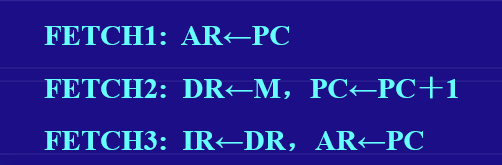 FETCH1: AR←PC
FETCH2: DR←M，PC←PC＋1
FETCH3: IR←DR，AR←PC